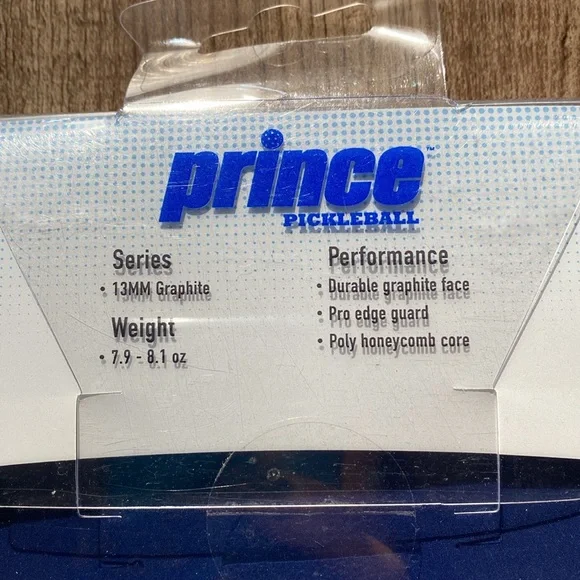 prince™
PICKLEBALL
Series
• 13MM Graphite
Weight
• 7.9 - 8.1 oz
Performance
• Durable graphite face
• Pro edge guard
• Poly honeycomb core